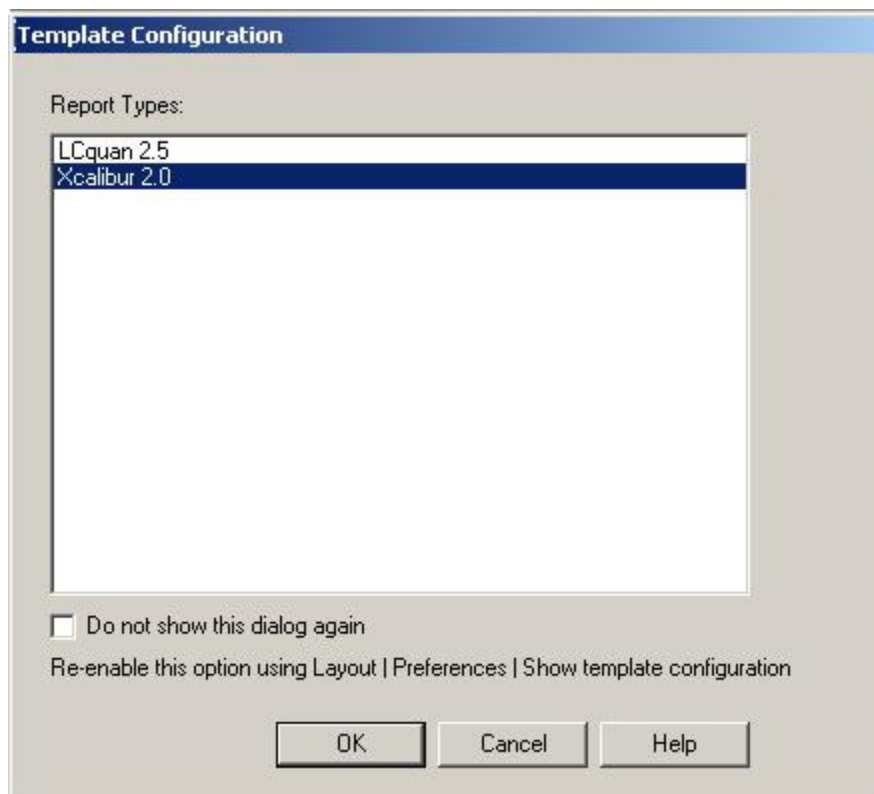 Template Configuration
Report Types:
LCquan 2.5
Xcalibur 2.0
Do not show this dialog again
Re-enable this option using Layout | Preferences | Show template configuration
OK Cancel Help